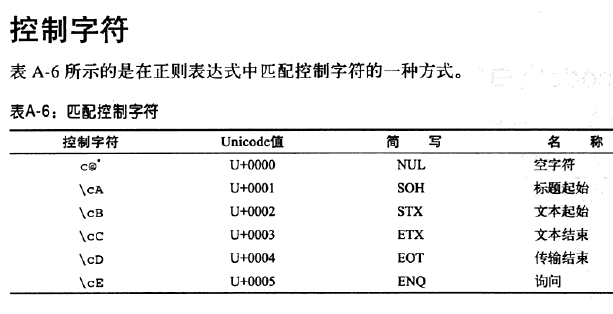 控制字符
表 A-6 所示的是在正则表达式中匹配控制字符的一种方式。
表A-6：匹配控制字符
控制字符 Unicode值 简 写 名 称
c@* U+0000 NUL 空字符
\cA U+0001 SOH 标题起始
\cB U+0002 STX 文本起始
\cC U+0003 ETX 文本结束
\cD U+0004 EOT 传输结束
\cE U+0005 ENQ 询问